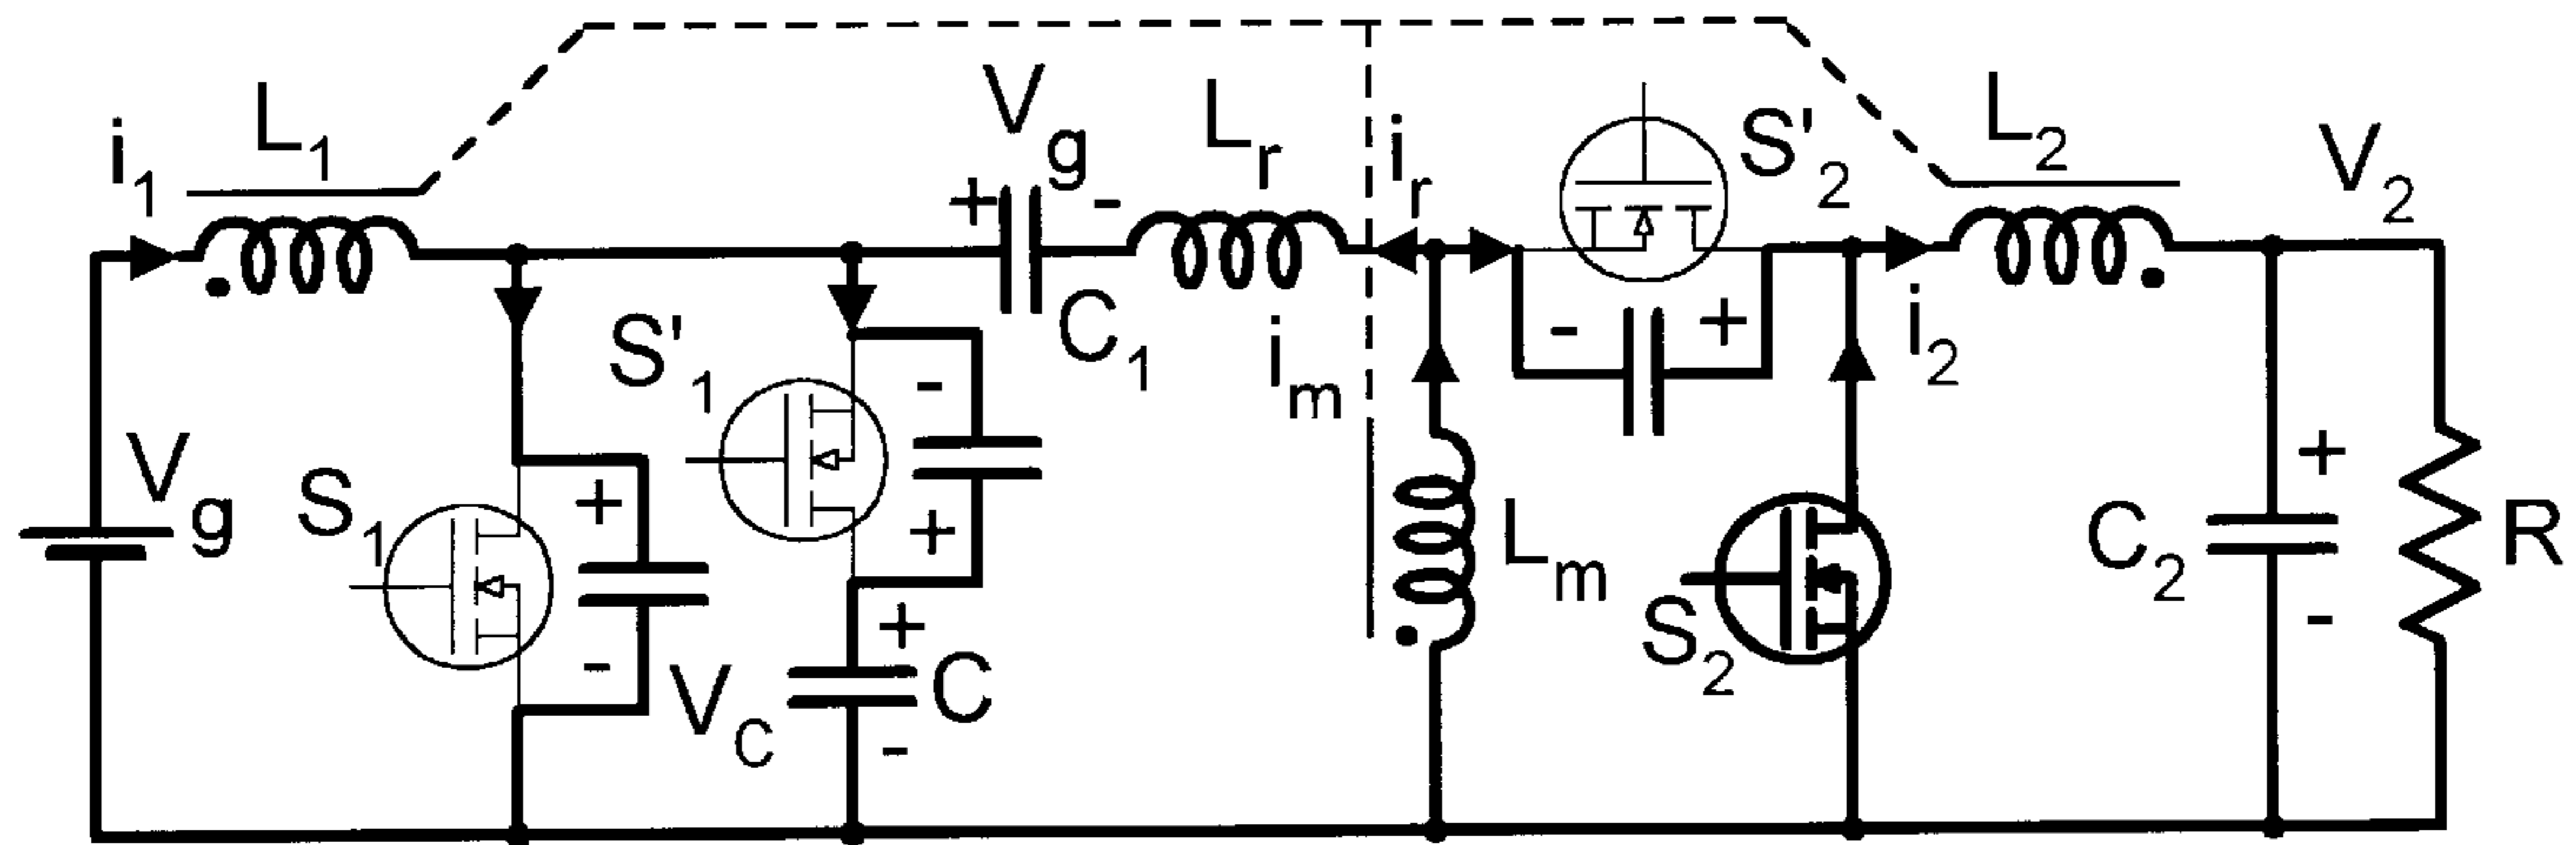 i1
L1
Vg
+
-
Lr
ir
S'2
L2
V2
Vg
S1
+
-
S'1
-
+
VC
+
C
-
C1
im
Lm
-
+
S2
i2
C2
+
-
R